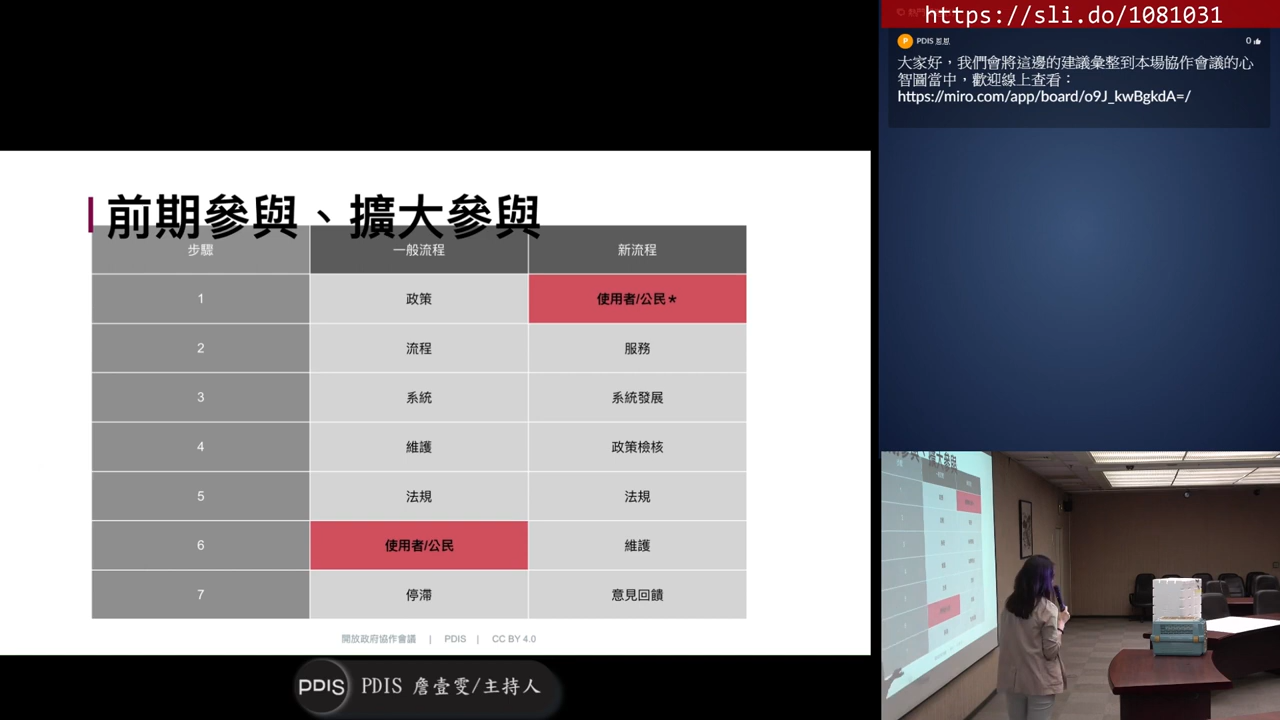 前期參與、擴大參與
步驟 一般流程 新流程
1 政策 使用者/公民★
2 流程 服務
3 系統 系統發展
4 維護 政策檢核
5 法規 法規
6 使用者/公民 維護
7 停滯 意見回饋
開放政府協作會議 | PDIS | CC BY 4.0
PDIS PDIS 詹壹雯/主持人
https://sli.do/1081031
P PDIS 0
大家好，我們會將這邊的建議彙整到本場協作會議的心
智圖當中，歡迎線上查看：
https://miro.com/app/board/o9J_kwBgkdA=/